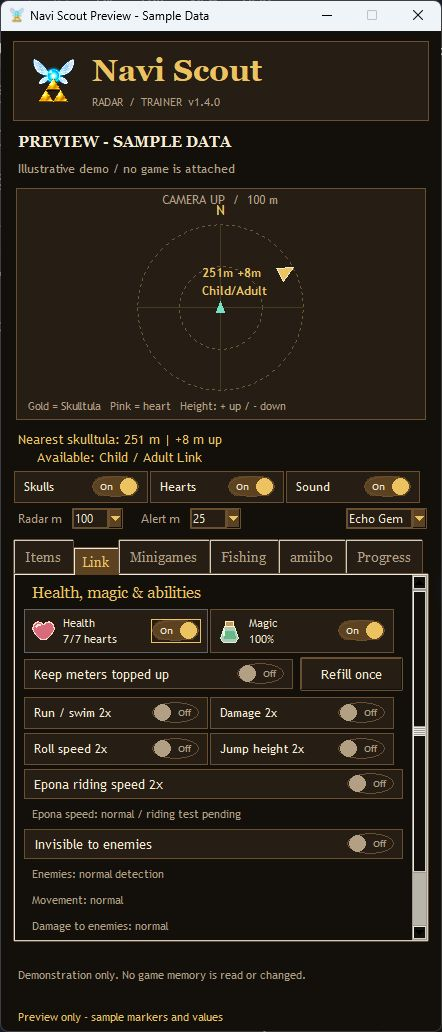 Navi Scout Preview - Sample Data
Navi Scout
RADAR / TRAINER v1.4.0
PREVIEW - SAMPLE DATA
Illustrative demo / no game is attached
CAMERA UP / 100 m
N
251m +8m
Child/Adult
Gold = Skulltula Pink = heart Height: + up / - down
Nearest skulltula: 251 m | +8 m up
Available: Child / Adult Link
Skulls On Hearts On Sound On
Radar m 100 Alert m 25 Echo Gem
Items Link Minigames Fishing amiibo Progress
Health, magic & abilities
Health
7/7 hearts
On
Magic
100%
On
Keep meters topped up Off Refill once
Run / swim 2x Off Damage 2x Off
Roll speed 2x Off Jump height 2x Off
Epona riding speed 2x Off
Epona speed: normal / riding test pending
Invisible to enemies Off
Enemies: normal detection
Movement: normal
Damage to enemies: normal
Demonstration only. No game memory is read or changed.
Preview only - sample markers and values